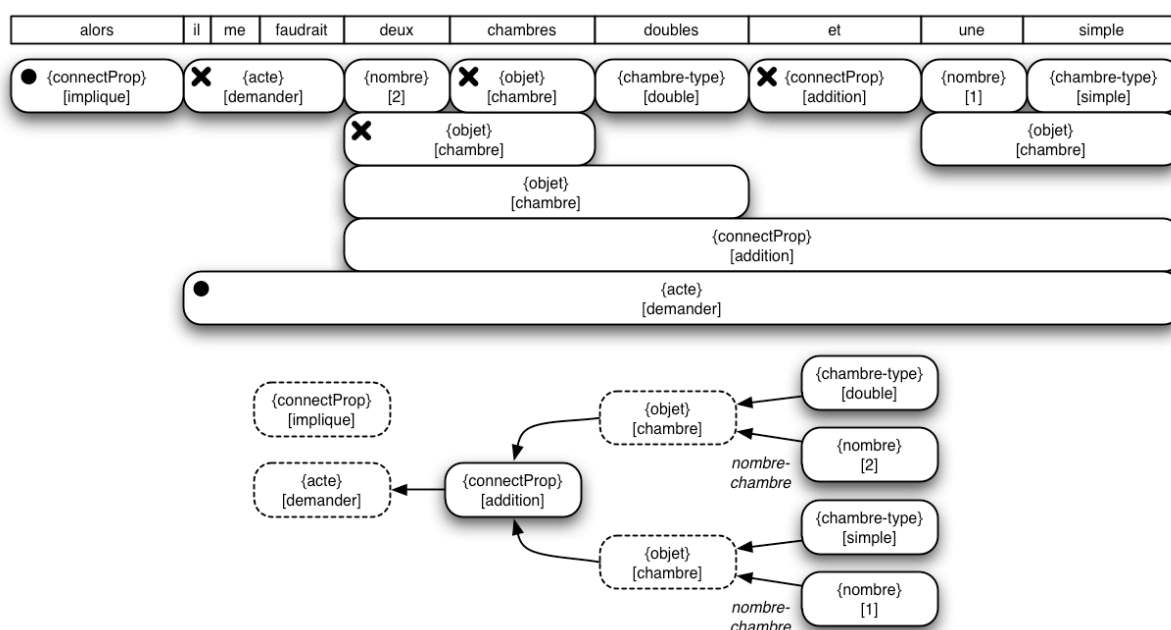 alors il me faudrait deux chambres doubles et une simple
{connectProp] {acte} {nombre} {objet} {chambre-type} {connectProp} {nombre} {chambre-type}
[implique] [demander] [2] [chambre] [double] [addition] [1] [simple]
{objet} {objet}
[chambre] [chambre]
{objet}
[chambre]
{connectProp}
[addition]
{acte}
[demander]
{chambre-type}
[double]
{connectProp}
[implique]
{objet}
[chambre]
{nombre}
[2]
nombre-
chambre
{acte}
[demander]
{connectProp}
[addition]
{chambre-type}
[simple]
{objet}
[chambre]
{nombre}
[1]
nombre-
chambre